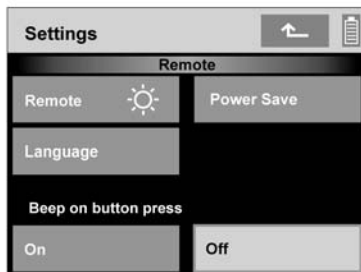 Settings
Remote
Remote
Power Save
Language
Beep on button press
On
Off